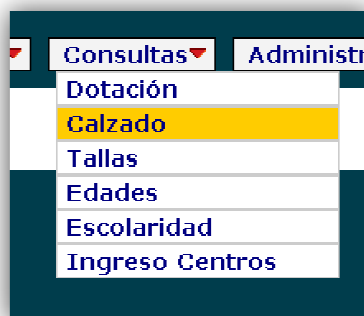 Consultas Administr
Dotación
Calzado
Tallas
Edades
Escolaridad
Ingreso Centros